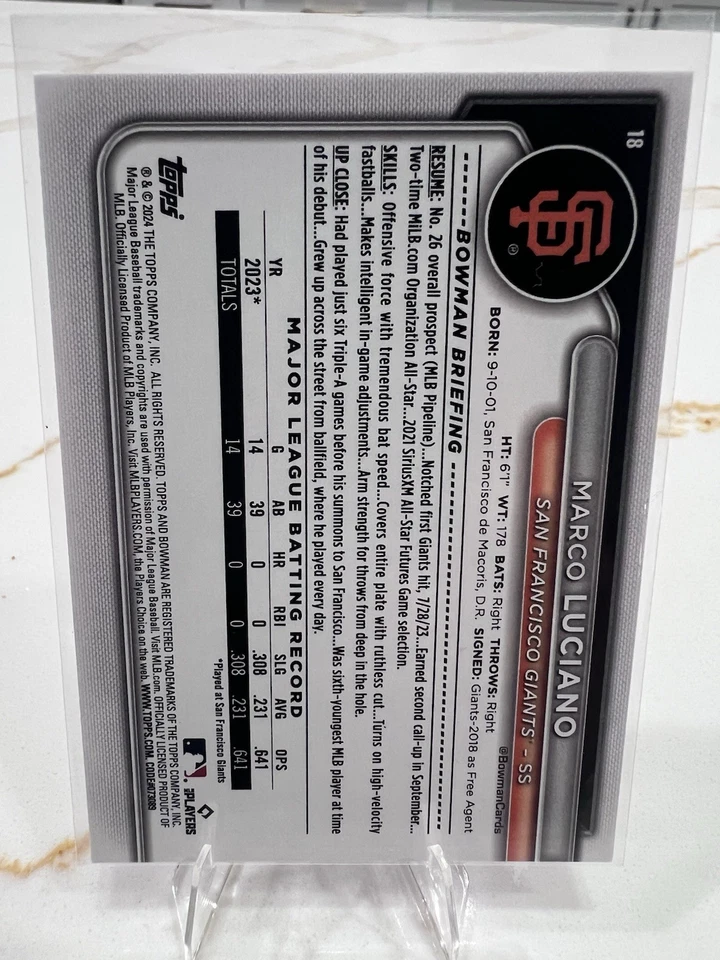 18
MARCO LUCIANO
SAN FRANCISCO GIANTS® – SS
SF
®
@BowmanCards
HT: 6'1" WT: 178 BATS: Right THROWS: Right
BORN: 9-10-01, San Francisco de Macoris, D.R. SIGNED: Giants-2018 as Free Agent
BOWMAN BRIEFING
RESUME: No. 26 overall prospect (MLB Pipeline)...Notched first Giants hit, 7/28/23...Earned second call-up in September...
Two-time MiLB.com Organization All-Star...2021 SiriusXM All-Star Futures Game selection.
SKILLS: Offensive force with tremendous bat speed...Covers entire plate with ruthless cut...Turns on high-velocity
fastballs...Makes intelligent in-game adjustments...Arm strength for throws from deep in the hole.
UP CLOSE: Had played just six Triple-A games before his summons to San Francisco...Was sixth-youngest MLB player at time
of his debut...Grew up across the street from ballfield, where he played every day.
MAJOR LEAGUE BATTING RECORD
YR G AB HR RBI SLG AVG OPS
2023* 14 39 0 0 .308 .231 .641
TOTALS 14 39 0 0 .308 .231 .641
*Played at San Francisco Giants
topps
® & © 2024 THE TOPPS COMPANY, INC. ALL RIGHTS RESERVED. TOPPS AND BOWMAN ARE REGISTERED TRADEMARKS OF THE TOPPS COMPANY, INC.
Major League Baseball trademarks and copyrights are used with permission of Major League Baseball. Visit MLB.com. OFFICIALLY LICENSED PRODUCT OF
MLB. Officially Licensed Product of MLB Players, Inc. Visit MLBPLAYERS.COM, the Players Choice on the web. WWW.TOPPS.COM. CODE#073089
PLAYERS